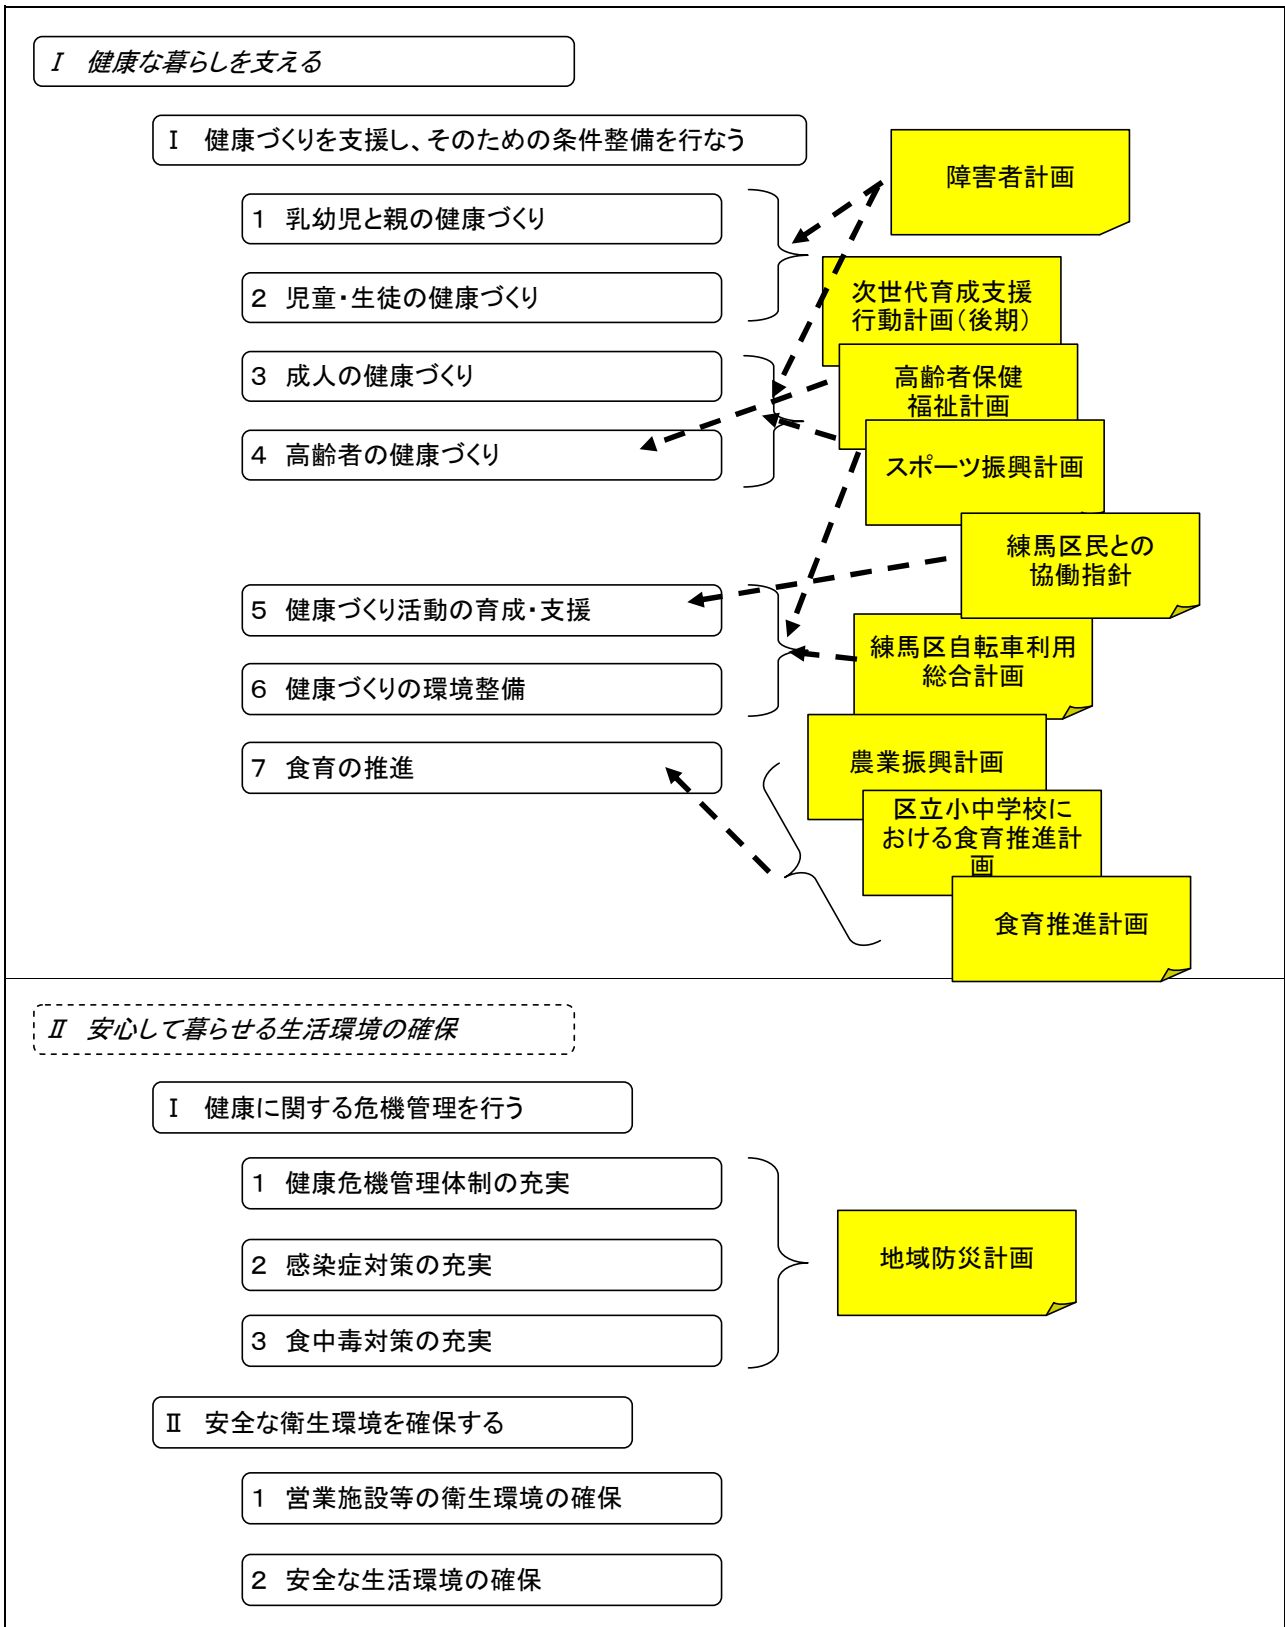 Ⅰ　健康な暮らしを支える
Ⅰ　健康づくりを支援し、そのための条件整備を行なう
障害者計画
１　乳幼児と親の健康づくり
２　児童・生徒の健康づくり
次世代育成支援
行動計画（後期）
３　成人の健康づくり
高齢者保健
福祉計画
４　高齢者の健康づくり
スポーツ振興計画
練馬区民との
協働指針
５　健康づくり活動の育成・支援
練馬区自転車利用
総合計画
６　健康づくりの環境整備
７　食育の推進
農業振興計画
区立小中学校に
おける食育推進計
画
食育推進計画
Ⅱ　安心して暮らせる生活環境の確保
Ⅰ　健康に関する危機管理を行う
１　健康危機管理体制の充実
２　感染症対策の充実
地域防災計画
３　食中毒対策の充実
Ⅱ　安全な衛生環境を確保する
１　営業施設等の衛生環境の確保
２　安全な生活環境の確保